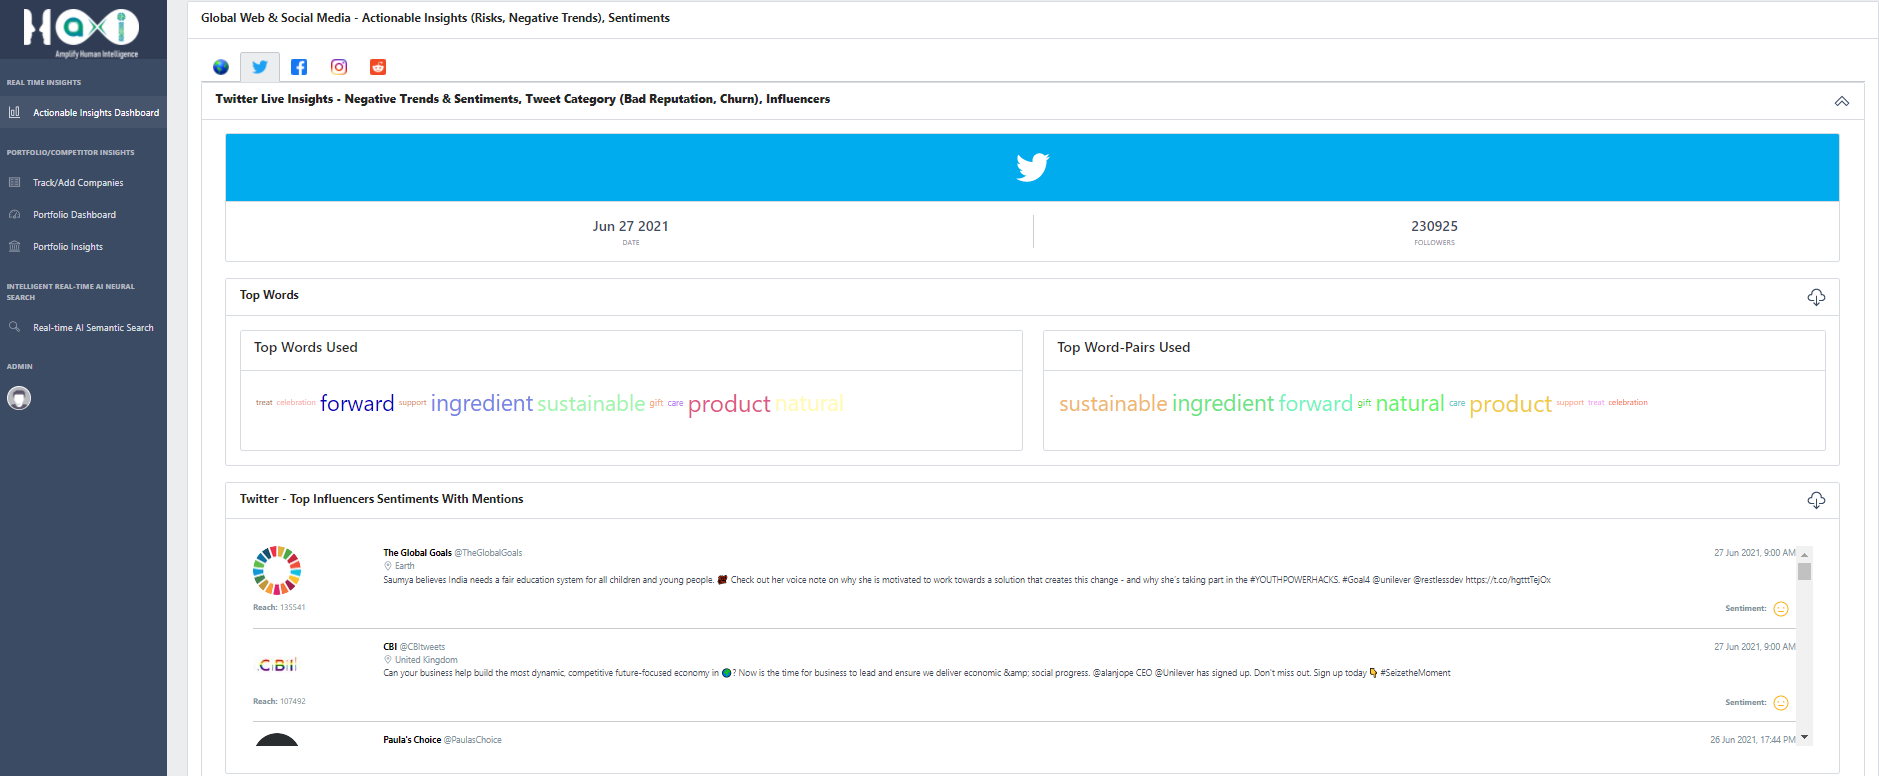 Haxi
Amplify Human Intelligence
REAL TIME INSIGHTS
Actionable Insights Dashboard
PORTFOLIO/COMPETITOR INSIGHTS
Track/Add Companies
Portfolio Dashboard
Portfolio Insights
INTELLIGENT REAL-TIME AI NEURAL
SEARCH
Real-time AI Semantic Search
ADMIN
Global Web & Social Media - Actionable Insights (Risks, Negative Trends), Sentiments
Twitter Live Insights - Negative Trends & Sentiments, Tweet Category (Bad Reputation, Churn), Influencers
Jun 27 2021
DATE
230925
FOLLOWERS
Top Words
Top Words Used
treat celebration forward support ingredient sustainable gift care product natural
Top Word-Pairs Used
sustainable ingredient forward gift natural care product support treat celebration
Twitter - Top Influencers Sentiments With Mentions
The Global Goals @TheGlobalGoals 27 Jun 2021, 9:00 AM
Earth
Saumya believes India needs a fair education system for all children and young people. Check out her voice note on why she is motivated to work towards a solution that creates this change - and why she's taking part in the #YOUTHPOWERHACKS. #Goal4 @unilever @restlessdev https://t.co/hgtttTejOx
Reach: 135541 Sentiment:
CBI @CBItweets 27 Jun 2021, 9:00 AM
United Kingdom
Can your business help build the most dynamic, competitive future-focused economy in 🌍? Now is the time for business to lead and ensure we deliver economic &amp; social progress. @alanjope CEO @Unilever has signed up. Don't miss out. Sign up today 👇 #SeizetheMoment
CBI
Reach: 107492 Sentiment:
Paula's Choice @PaulasChoice 26 Jun 2021, 17:44 PM